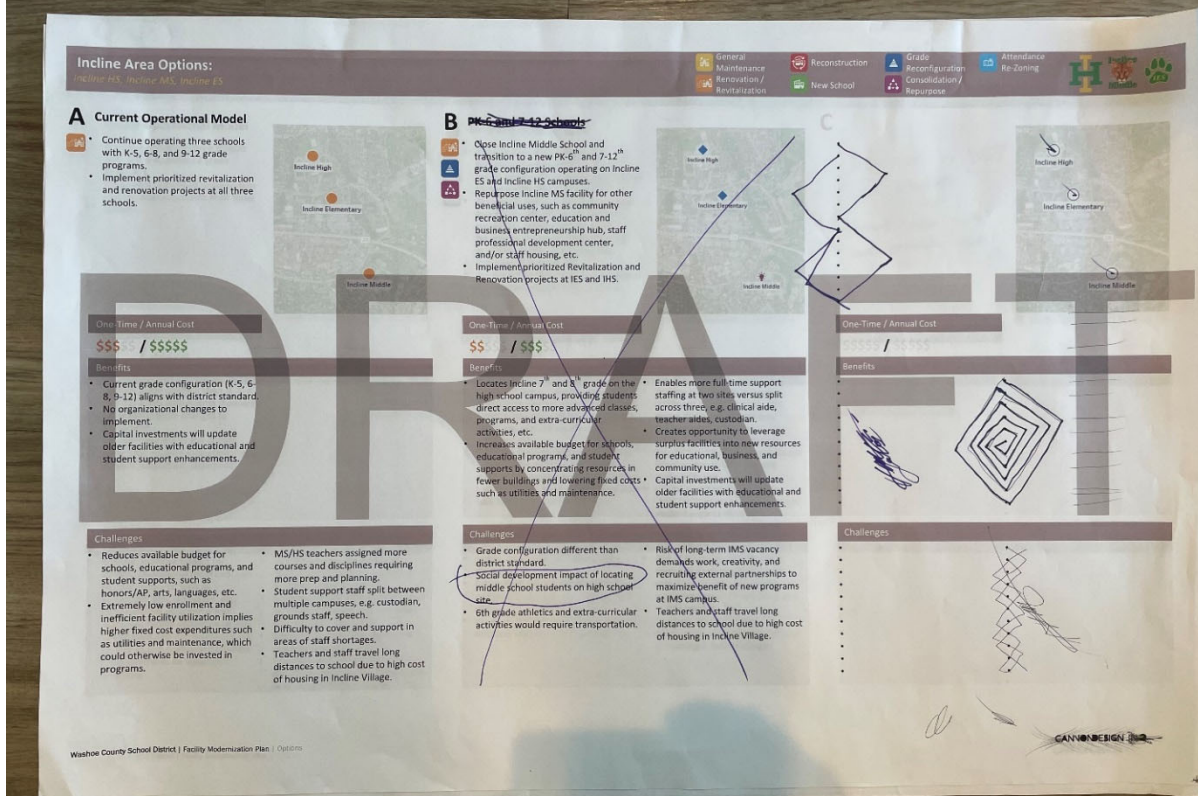 Incline Area Options:
Incline HS, Incline MS, Incline ES
General
Maintenance
Renovation /
Revitalization
Reconstruction
New School
Grade
Reconfiguration
Consolidation /
Repurpose
Attendance
Re-Zoning
A Current Operational Model
• Continue operating three schools
with K-5, 6-8, and 9-12 grade
programs.
• Implement prioritized revitalization
and renovation projects at all three
schools.
Incline High
Incline Elementary
Incline Middle
One-Time / Annual Cost
$$$ / $$$$$
Benefits
• Current grade configuration (K-5, 6-
8, 9-12) aligns with district standard.
• No organizational changes to
implement.
• Capital investments will update
older facilities with educational and
student support enhancements.
Challenges
• Reduces available budget for
schools, educational programs, and
student supports, such as
honors/AP, arts, languages, etc.
• Extremely low enrollment and
inefficient facility utilization implies
higher fixed cost expenditures such
as utilities and maintenance, which
could otherwise be invested in
programs.
• MS/HS teachers assigned more
courses and disciplines requiring
more prep and planning.
• Student support staff split between
multiple campuses, e.g. custodian,
grounds staff, speech.
• Difficulty to cover and support in
areas of staff shortages.
• Teachers and staff travel long
distances to school due to high cost
of housing in Incline Village.
B PK-6 and 7-12 Schools
• Close Incline Middle School and
transition to a new PK-6th and 7-12th
grade configuration operating on Incline
ES and Incline HS campuses.
• Repurpose Incline MS facility for other
beneficial uses, such as community
recreation center, education and
business entrepreneurship hub, staff
professional development center,
and/or staff housing, etc.
• Implement prioritized Revitalization and
Renovation projects at IES and IHS.
Incline High
Incline Elementary
Incline Middle
One-Time / Annual Cost
$$ / $$$
Benefits
• Locates Incline 7th and 8th grade on the
high school campus, providing students
direct access to more advanced classes,
programs, and extra-curricular
activities, etc.
• Increases available budget for schools,
educational programs, and student
supports by concentrating resources in
fewer buildings and lowering fixed costs
such as utilities and maintenance.
• Enables more full-time support
staffing at two sites versus split
across three, e.g. clinical aide,
teacher aides, custodian.
• Creates opportunity to leverage
surplus facilities into new resources
for educational, business, and
community use.
• Capital investments will update
older facilities with educational and
student support enhancements.
Challenges
• Grade configuration different than
district standard.
• Social development impact of locating
middle school students on high school
site.
• 6th grade athletics and extra-curricular
activities would require transportation.
• Risk of long-term IMS vacancy
demands work, creativity, and
recruiting external partnerships to
maximize benefit of new programs
at IMS campus.
• Teachers and staff travel long
distances to school due to high cost
of housing in Incline Village.
C
Incline High
Incline Elementary
Incline Middle
One-Time / Annual Cost
/
Benefits
Challenges
DRAFT
Washoe County School District | Facility Modernization Plan | Options
CANNONDESIGN